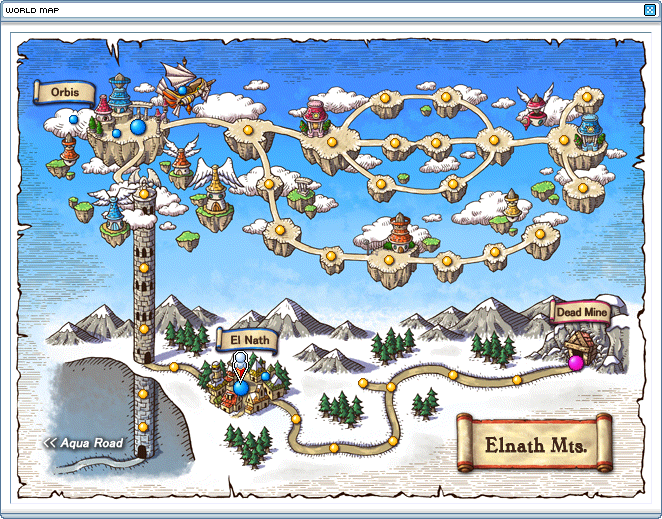 WORLD MAP
Orbis
Dead Mine
El Nath
<< Aqua Road
Elnath Mts.